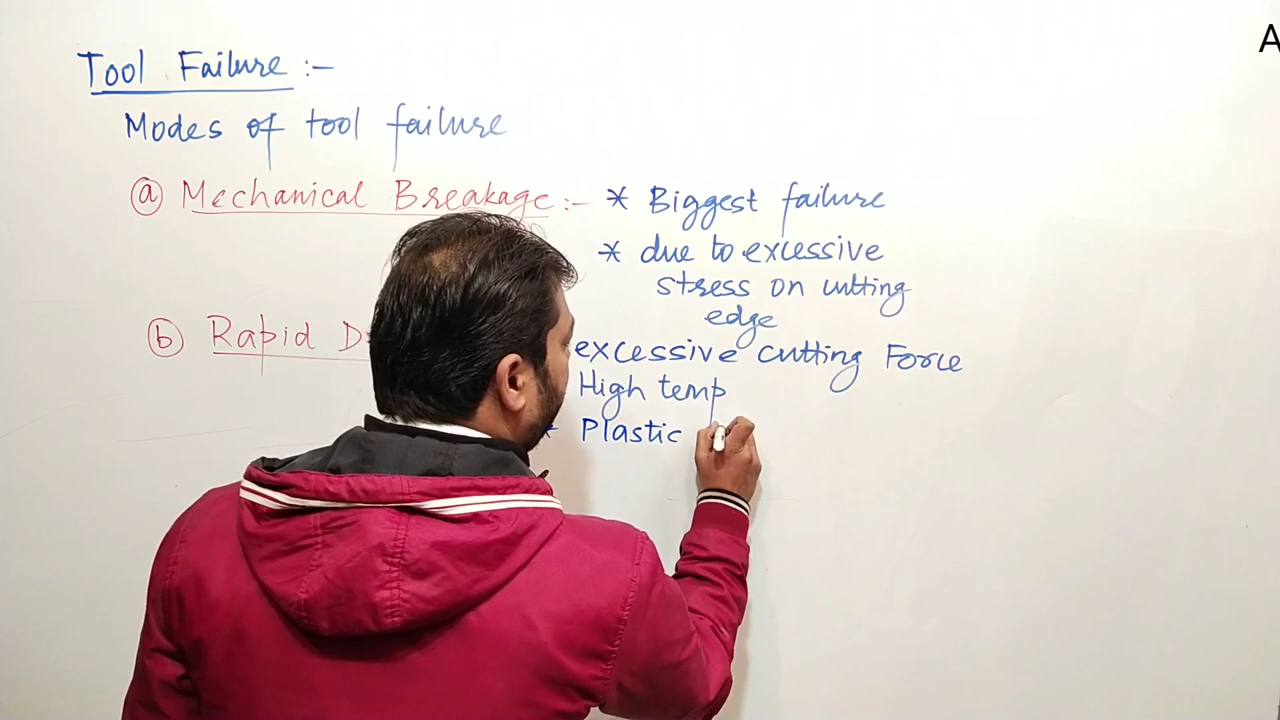 Tool Failure :-
Modes of tool failure
ⓐ Mechanical Breakage :- * Biggest failure
* due to excessive
stress on cutting
edge
ⓑ Rapid D
excessive cutting Force
High temp
* Plastic
A